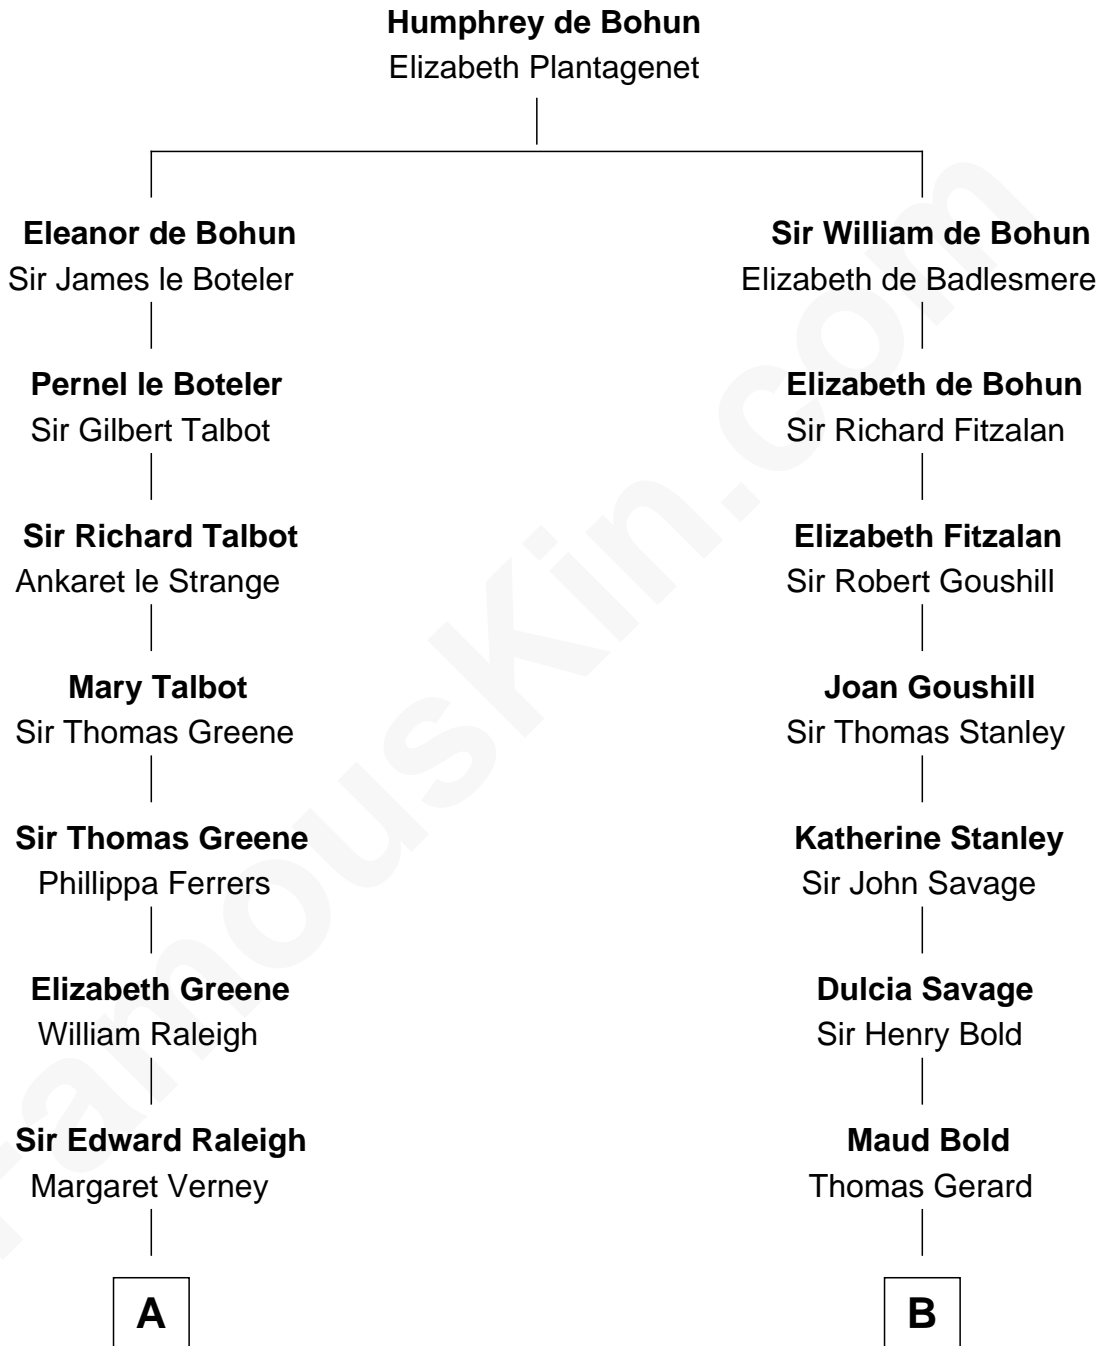 Humphrey de Bohun
Elizabeth Plantagenet
Eleanor de Bohun
Sir James le Boteler
Sir William de Bohun
Elizabeth de Badlesmere
Pernel le Boteler
Sir Gilbert Talbot
Elizabeth de Bohun
Sir Richard Fitzalan
Sir Richard Talbot
Ankaret le Strange
Elizabeth Fitzalan
Sir Robert Goushill
Mary Talbot
Sir Thomas Greene
Joan Goushill
Sir Thomas Stanley
Sir Thomas Greene
Phillippa Ferrers
Katherine Stanley
Sir John Savage
Elizabeth Greene
William Raleigh
Dulcia Savage
Sir Henry Bold
Sir Edward Raleigh
Margaret Verney
Maud Bold
Thomas Gerard
A
B
FamousKin.com